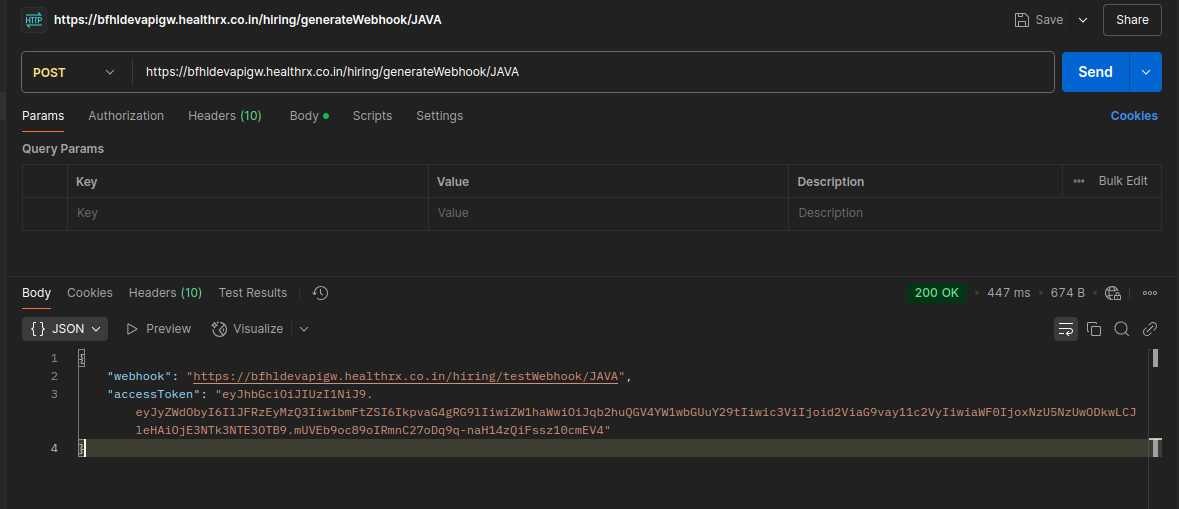 HTTP https://bfhldevapigw.healthrx.co.in/hiring/generateWebhook/JAVA Save Share
POST https://bfhldevapigw.healthrx.co.in/hiring/generateWebhook/JAVA Send
Params Authorization Headers (10) Body Scripts Settings Cookies
Query Params
Key Value Description Bulk Edit
Key Value Description
Body Cookies Headers (10) Test Results 200 OK 447 ms 674 B
{} JSON Preview Visualize
1 {
2 "webhook": "https://bfhldevapigw.healthrx.co.in/hiring/testWebhook/JAVA",
3 "accessToken": "eyJhbGciOiJIUzI1NiJ9.
eyJyZWdObyI6IlJFRzEyMzQ3IiwibmFtZSI6IkpvaG4gRG9lIiwiZW1haWwiOiJqb2huQGV4YW1wbGUuY29tIiwic3ViIjoid2ViaG9vay11c2VyIiwiaWF0IjoxNzU5NzUwODkwLCJ
leHAiOjE3NTk3NTE3OTB9.mUVEb9oc89oIRmnC27oDq9q-naH14zQiFssz10cmEV4"
4 }